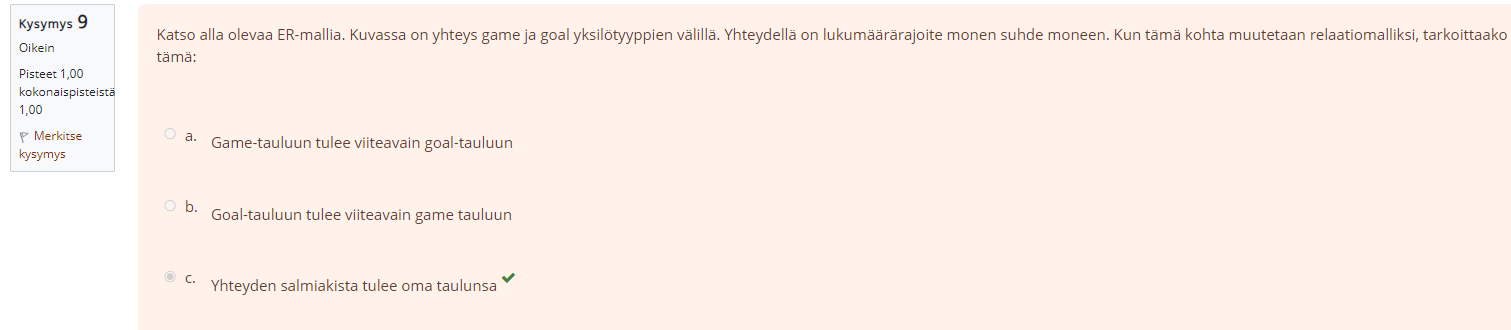 Kysymys 9
Oikein
Pisteet 1,00
kokonaispisteistä
1,00
Merkitse
kysymys
Katso alla olevaa ER-mallia. Kuvassa on yhteys game ja goal yksilötyyppien välillä. Yhteydellä on lukumäärärajoite monen suhde moneen. Kun tämä kohta muutetaan relaatiomalliksi, tarkoittaako
tämä:
a. Game-tauluun tulee viiteavain goal-tauluun
b. Goal-tauluun tulee viiteavain game tauluun
c. Yhteyden salmiakista tulee oma taulunsa